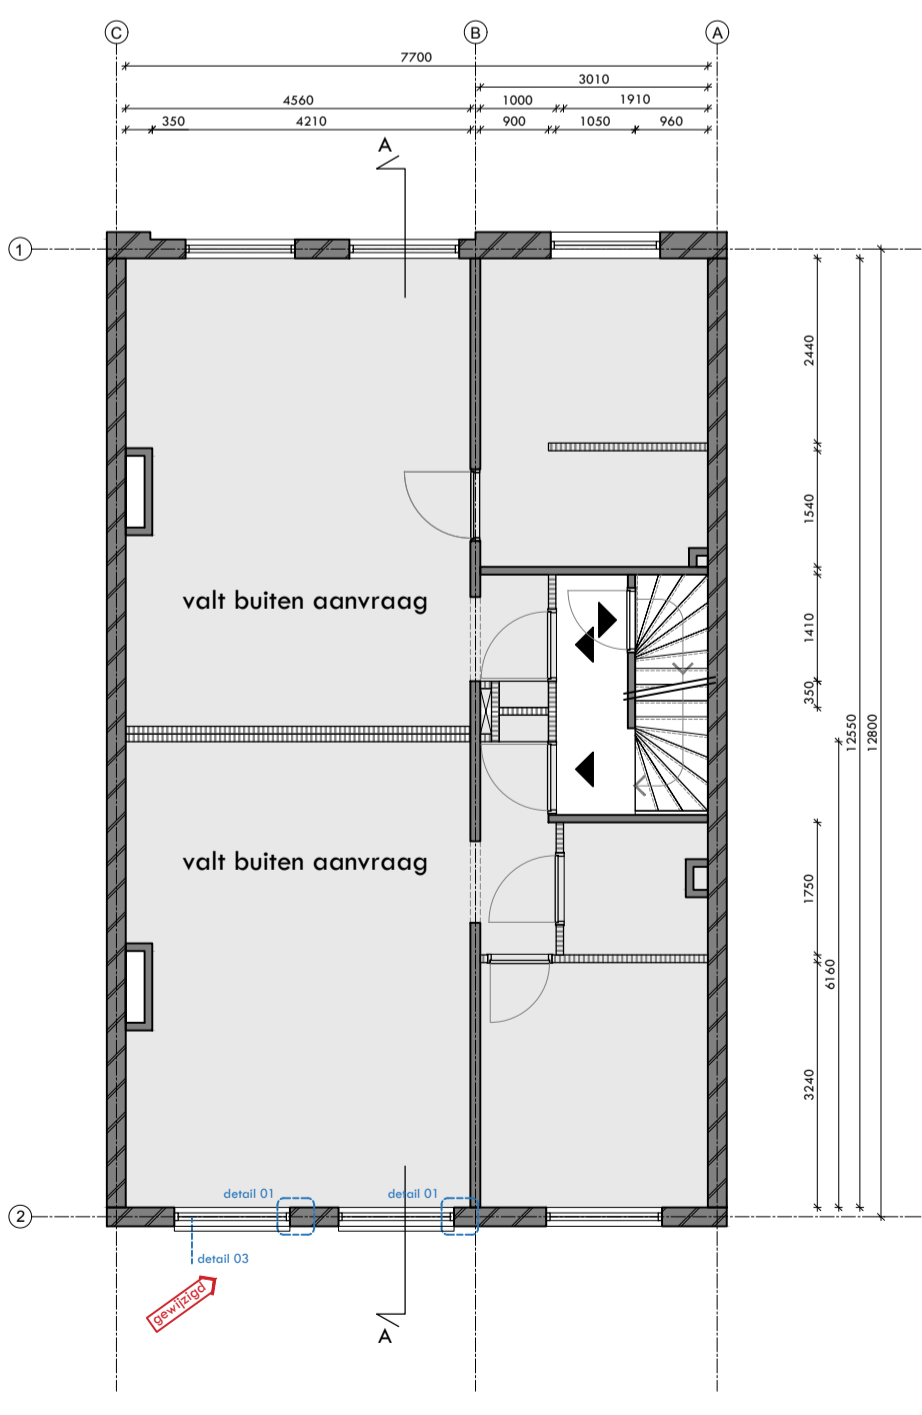 C
B
A
7700
3010
4560
1000
1910
350
4210
900
1050
960
A
1
2440
1540
valt buiten aanvraag
1410
350
12550
12800
valt buiten aanvraag
1750
6160
3240
detail 01
detail 01
2
detail 03
gewijzigd
A